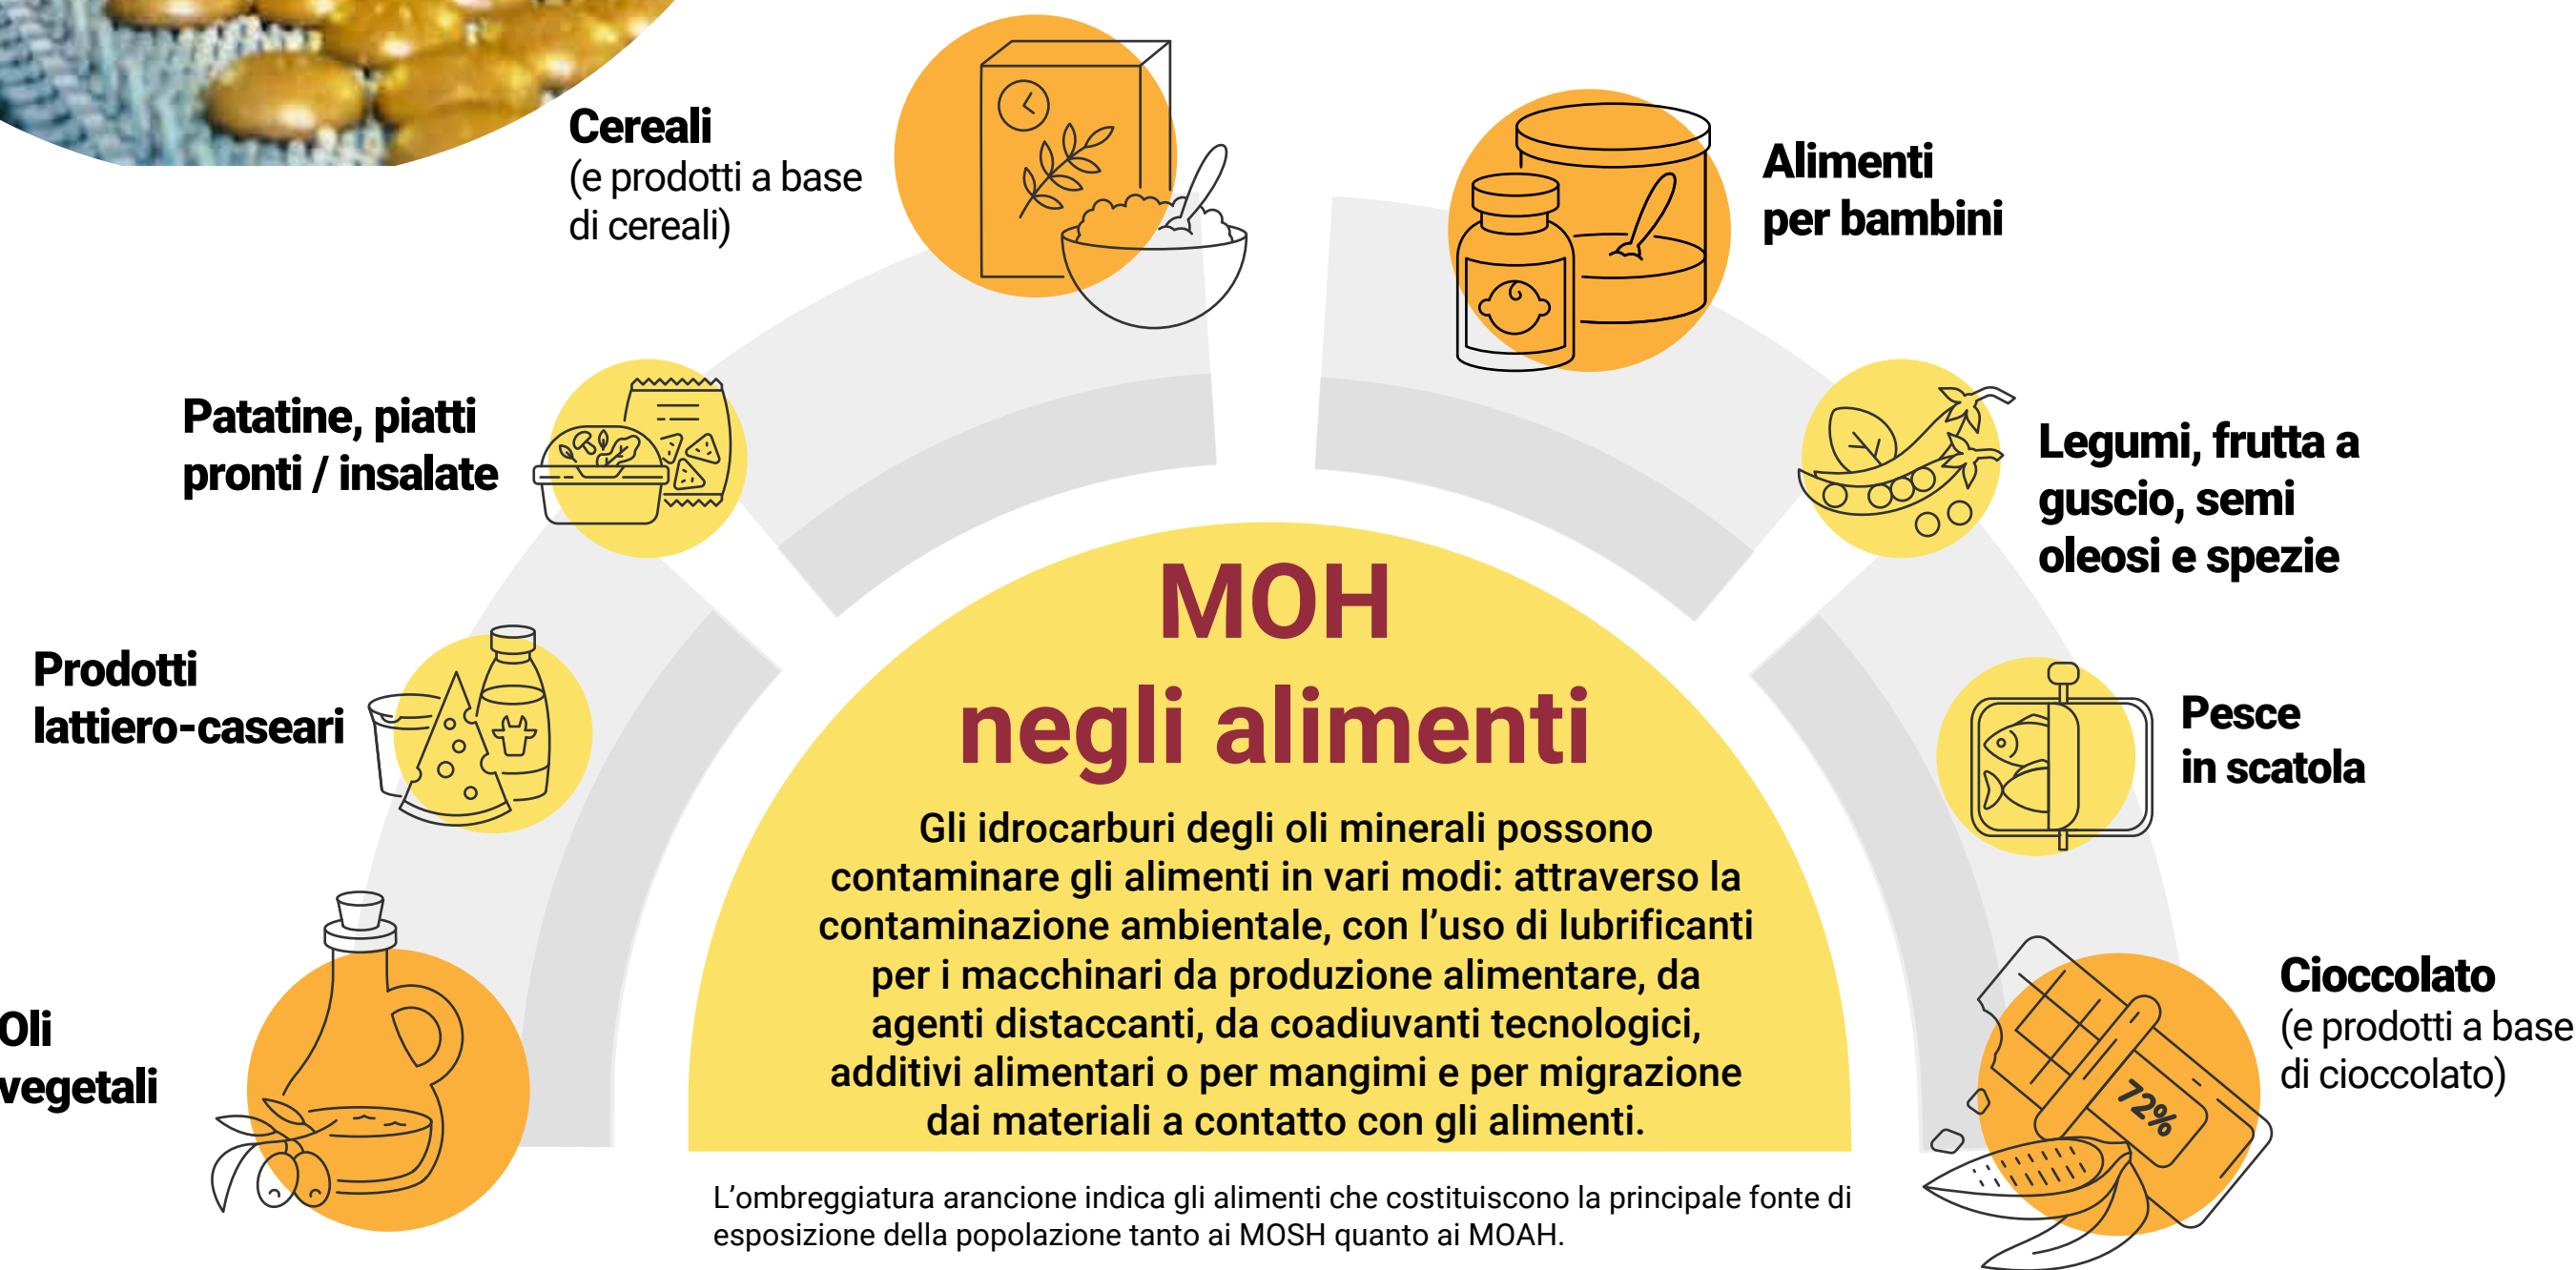 Cereali
(e prodotti a base
di cereali)
Alimenti
per bambini
Patatine, piatti
pronti / insalate
Legumi, frutta a
guscio, semi
oleosi e spezie
Prodotti
lattiero-caseari
Pesce
in scatola
Oli
vegetali
Cioccolato
(e prodotti a base
di cioccolato)
72%
MOH
negli alimenti
Gli idrocarburi degli oli minerali possono
contaminare gli alimenti in vari modi: attraverso la
contaminazione ambientale, con l’uso di lubrificanti
per i macchinari da produzione alimentare, da
agenti distaccanti, da coadiuvanti tecnologici,
additivi alimentari o per mangimi e per migrazione
dai materiali a contatto con gli alimenti.
L’ombreggiatura arancione indica gli alimenti che costituiscono la principale fonte di
esposizione della popolazione tanto ai MOSH quanto ai MOAH.